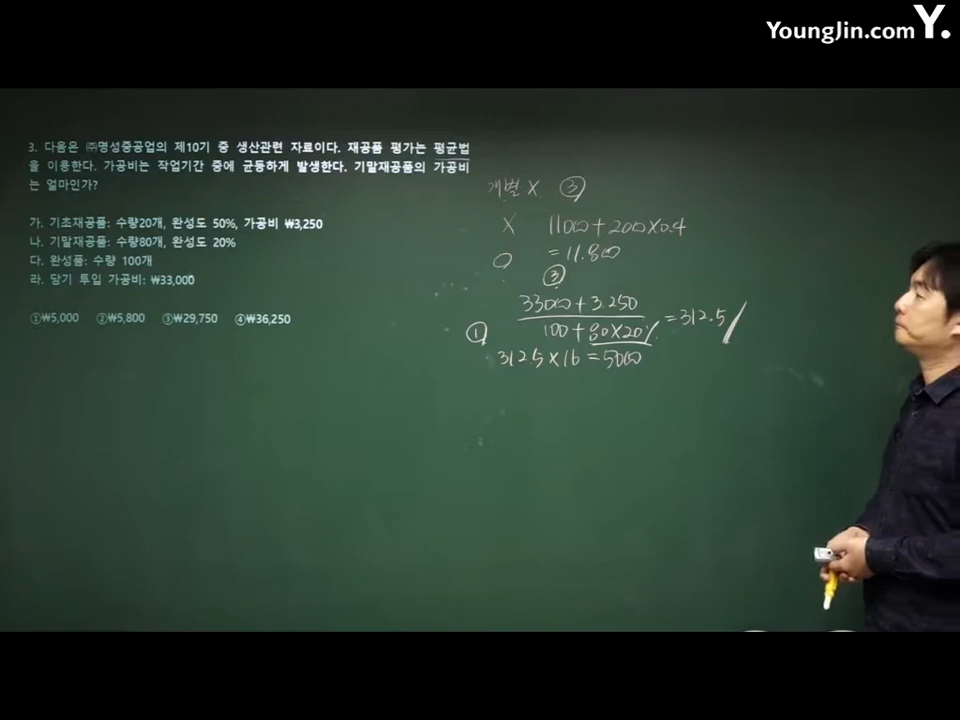 YoungJin.com Y.
3. 다음은 ㈜명성중공업의 제10기 중 생산관련 자료이다. 재공품 평가는 평균법
을 이용한다. 가공비는 작업기간 중에 균등하게 발생한다. 기말재공품의 가공비
는 얼마인가?
가. 기초재공품: 수량20개, 완성도 50%, 가공비 ₩3,250
나. 기말재공품: 수량80개, 완성도 20%
다. 완성품: 수량 100개
라. 당기 투입 가공비: ₩33,000
①₩5,000 ②₩5,800 ③₩29,750 ④₩36,250
개별 X ③
X 11000+2000×0.4
○ =11.800
③
33000+3.250
① 100+80×20% =312.5
312.5×16=5000